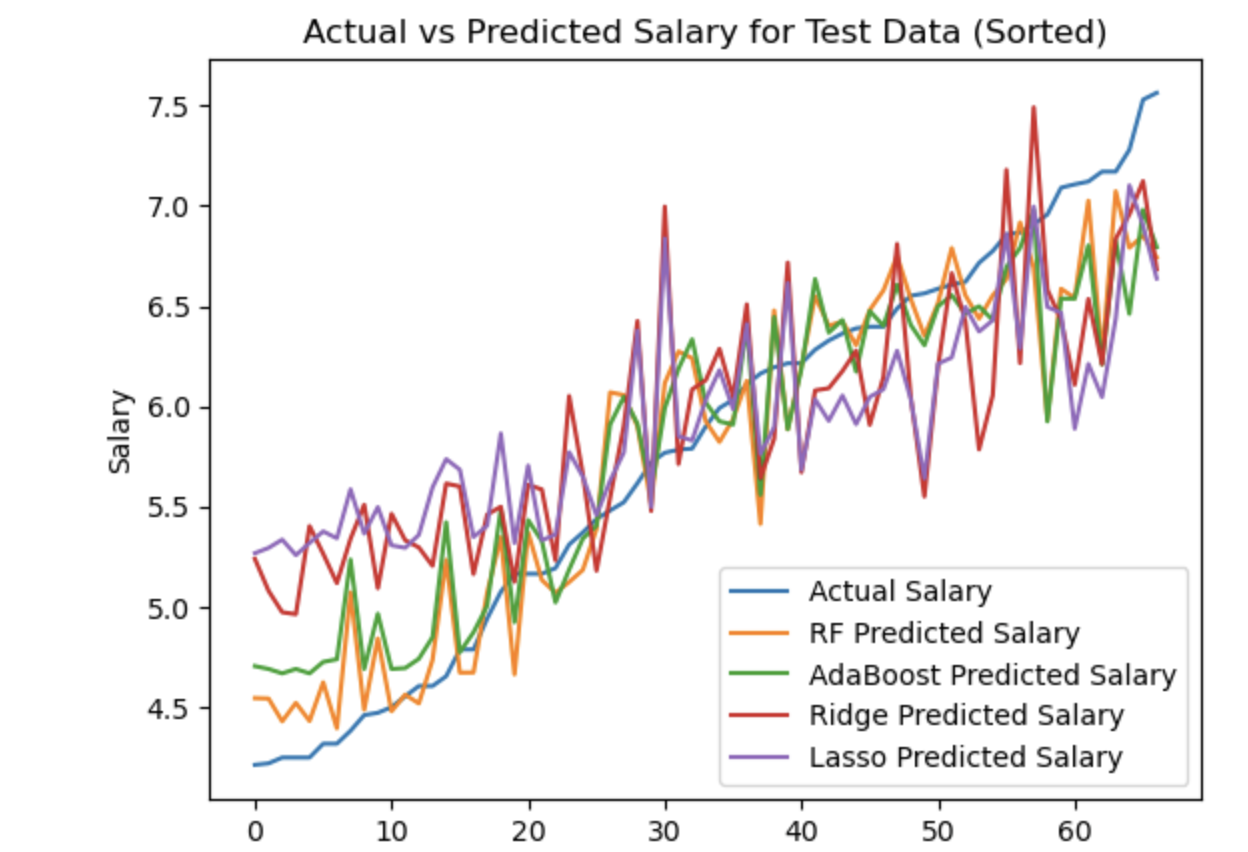 Actual vs Predicted Salary for Test Data (Sorted)
7.5
7.0
6.5
6.0
5.5
5.0
4.5
Salary
Actual Salary
RF Predicted Salary
AdaBoost Predicted Salary
Ridge Predicted Salary
Lasso Predicted Salary
0 10 20 30 40 50 60